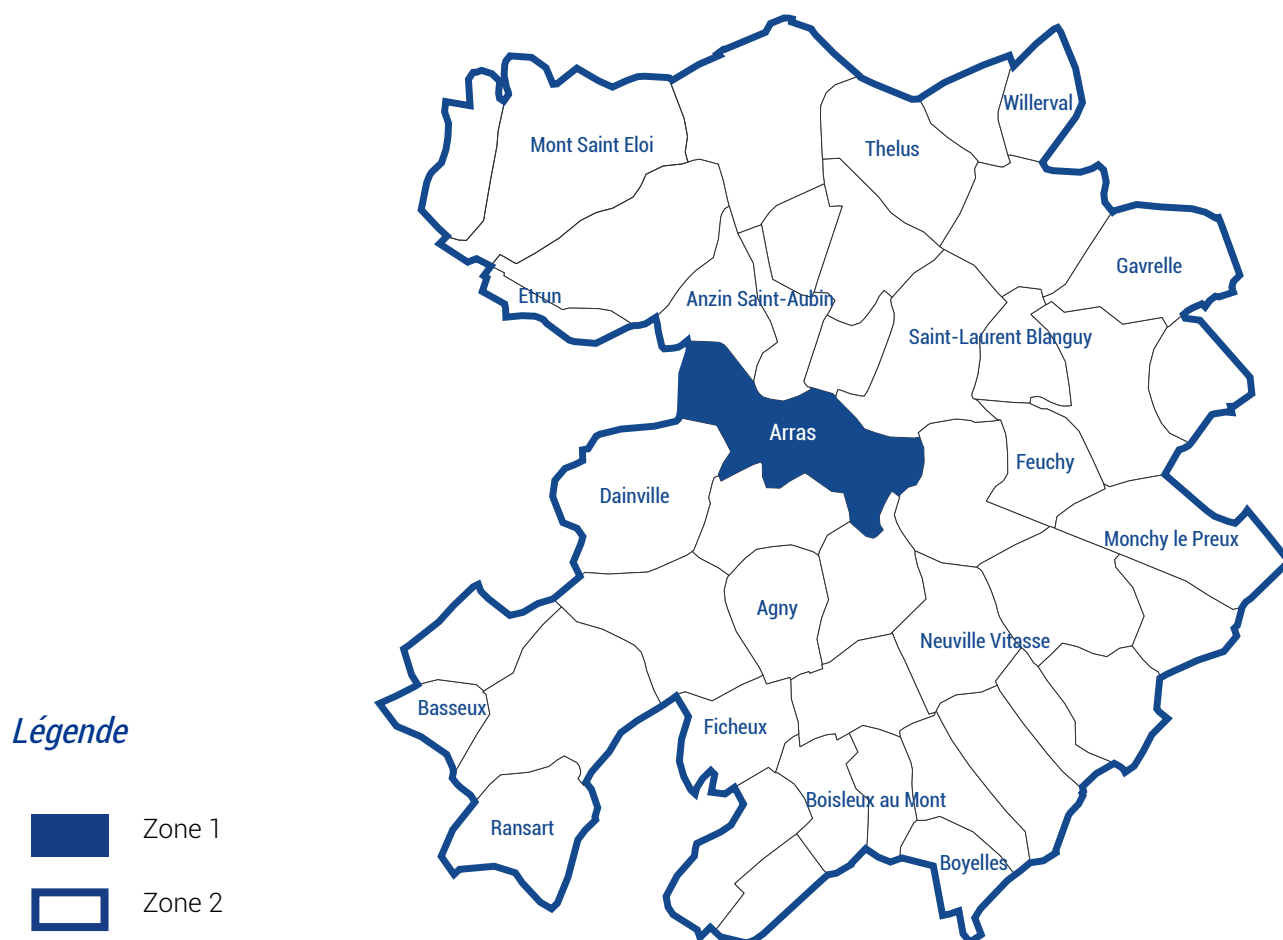 Willerval
Mont Saint Eloi
Thelus
Gavrelle
Etrun
Anzin Saint-Aubin
Saint-Laurent Blanguy
Arras
Feuchy
Dainville
Monchy le Preux
Agny
Neuville Vitasse
Basseux
Ficheux
Légende
Boisleux au Mont
Zone 1
Ransart
Boyelles
Zone 2